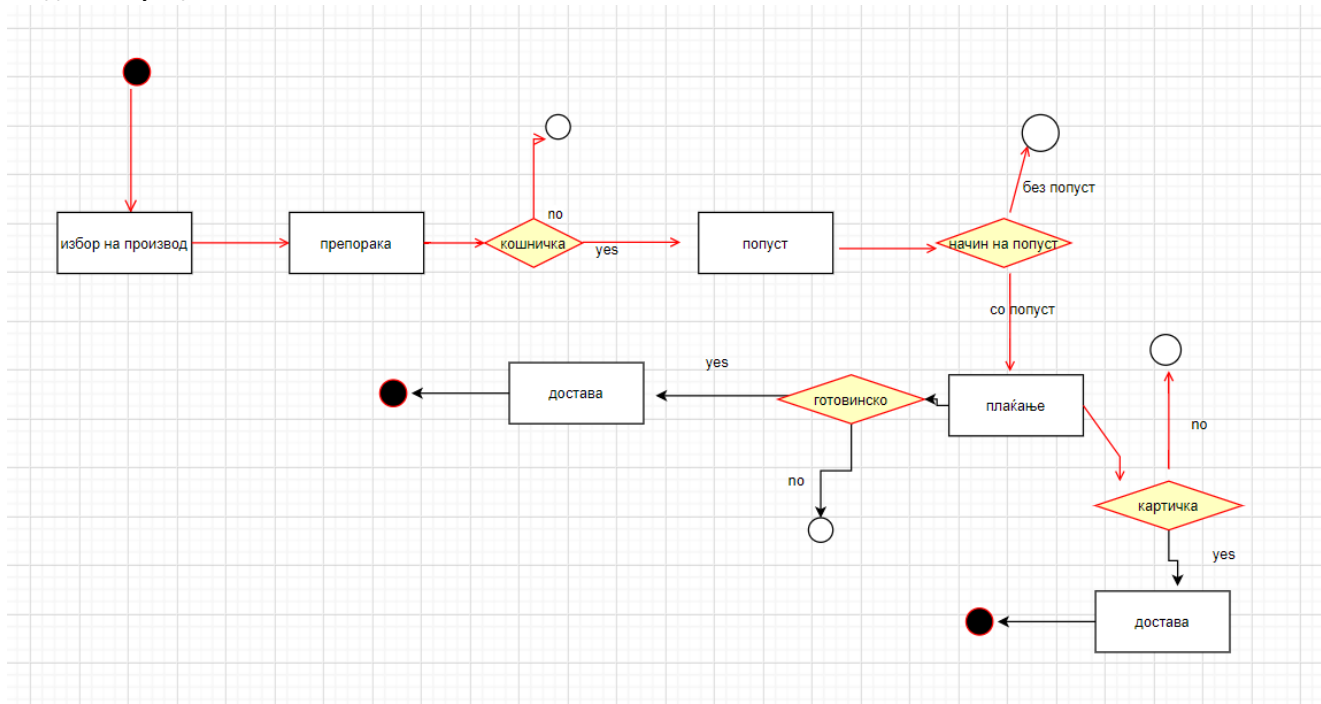 избор на производ
препорака
кошничка
no
yes
попуст
начин на попуст
без попуст
со попуст
плаќање
готовинско
yes
достава
no
картичка
no
yes
достава